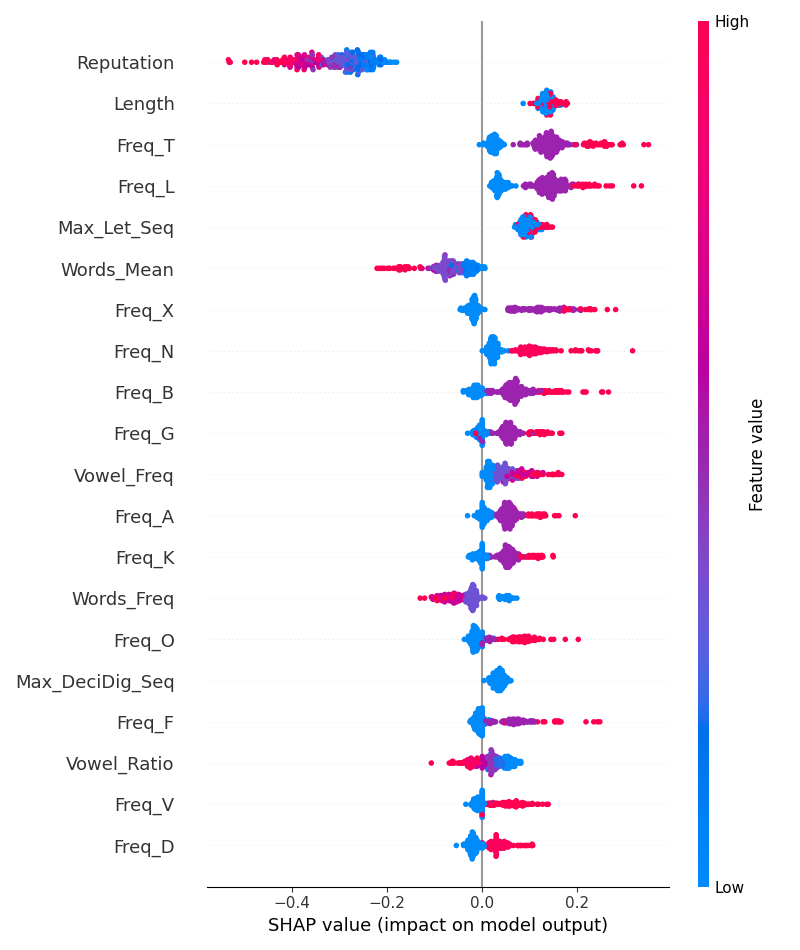 High
Reputation
Length
Freq_T
Freq_L
Max_Let_Seq
Words_Mean
Freq_X
Freq_N
Freq_B
Freq_G
Vowel_Freq
Freq_A
Freq_K
Words_Freq
Freq_O
Max_DeciDig_Seq
Freq_F
Vowel_Ratio
Freq_V
Freq_D
Feature value
Low
−0.4 −0.2 0.0 0.2
SHAP value (impact on model output)